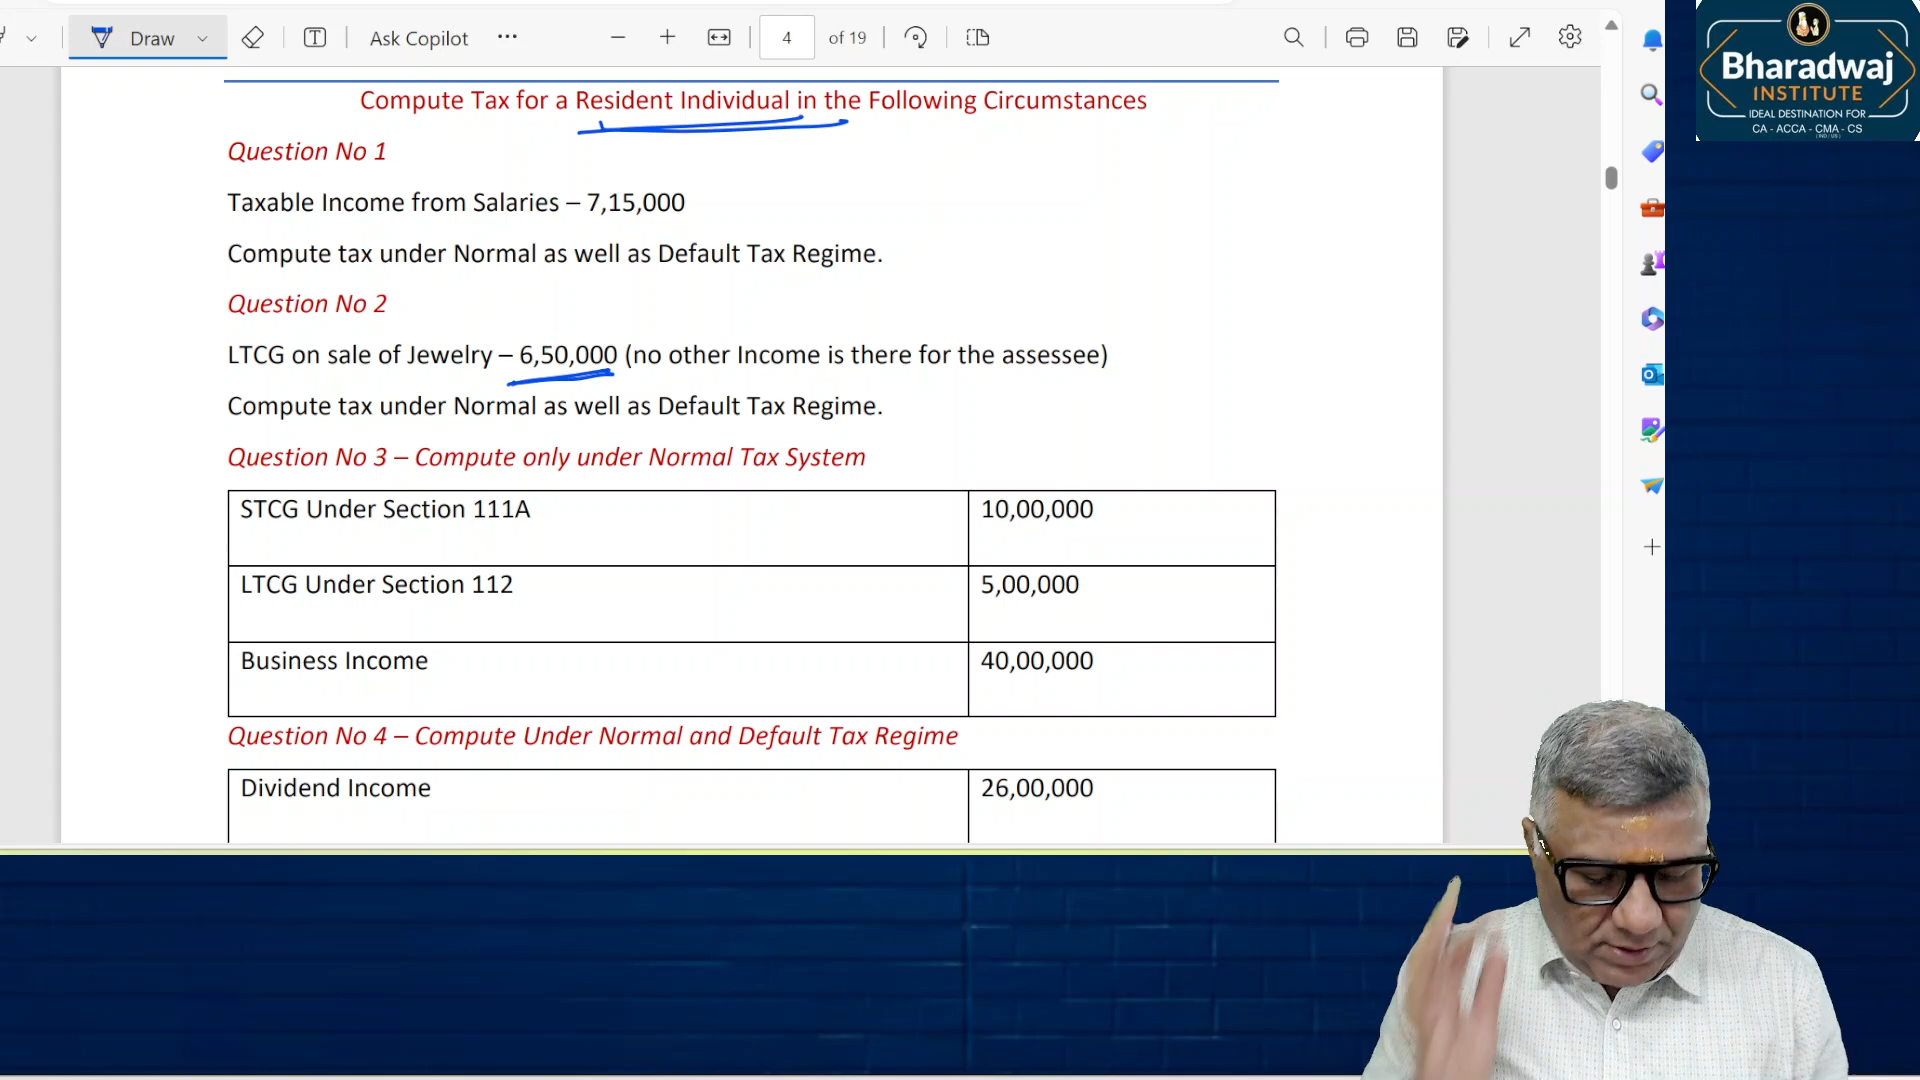 Draw
Ask Copilot
4 of 19
Bharadwaj
INSTITUTE
IDEAL DESTINATION FOR
CA - ACCA - CMA - CS
Compute Tax for a Resident Individual in the Following Circumstances
Question No 1
Taxable Income from Salaries – 7,15,000
Compute tax under Normal as well as Default Tax Regime.
Question No 2
LTCG on sale of Jewelry – 6,50,000 (no other Income is there for the assessee)
Compute tax under Normal as well as Default Tax Regime.
Question No 3 – Compute only under Normal Tax System
STCG Under Section 111A 10,00,000
LTCG Under Section 112 5,00,000
Business Income 40,00,000
Question No 4 – Compute Under Normal and Default Tax Regime
Dividend Income 26,00,000